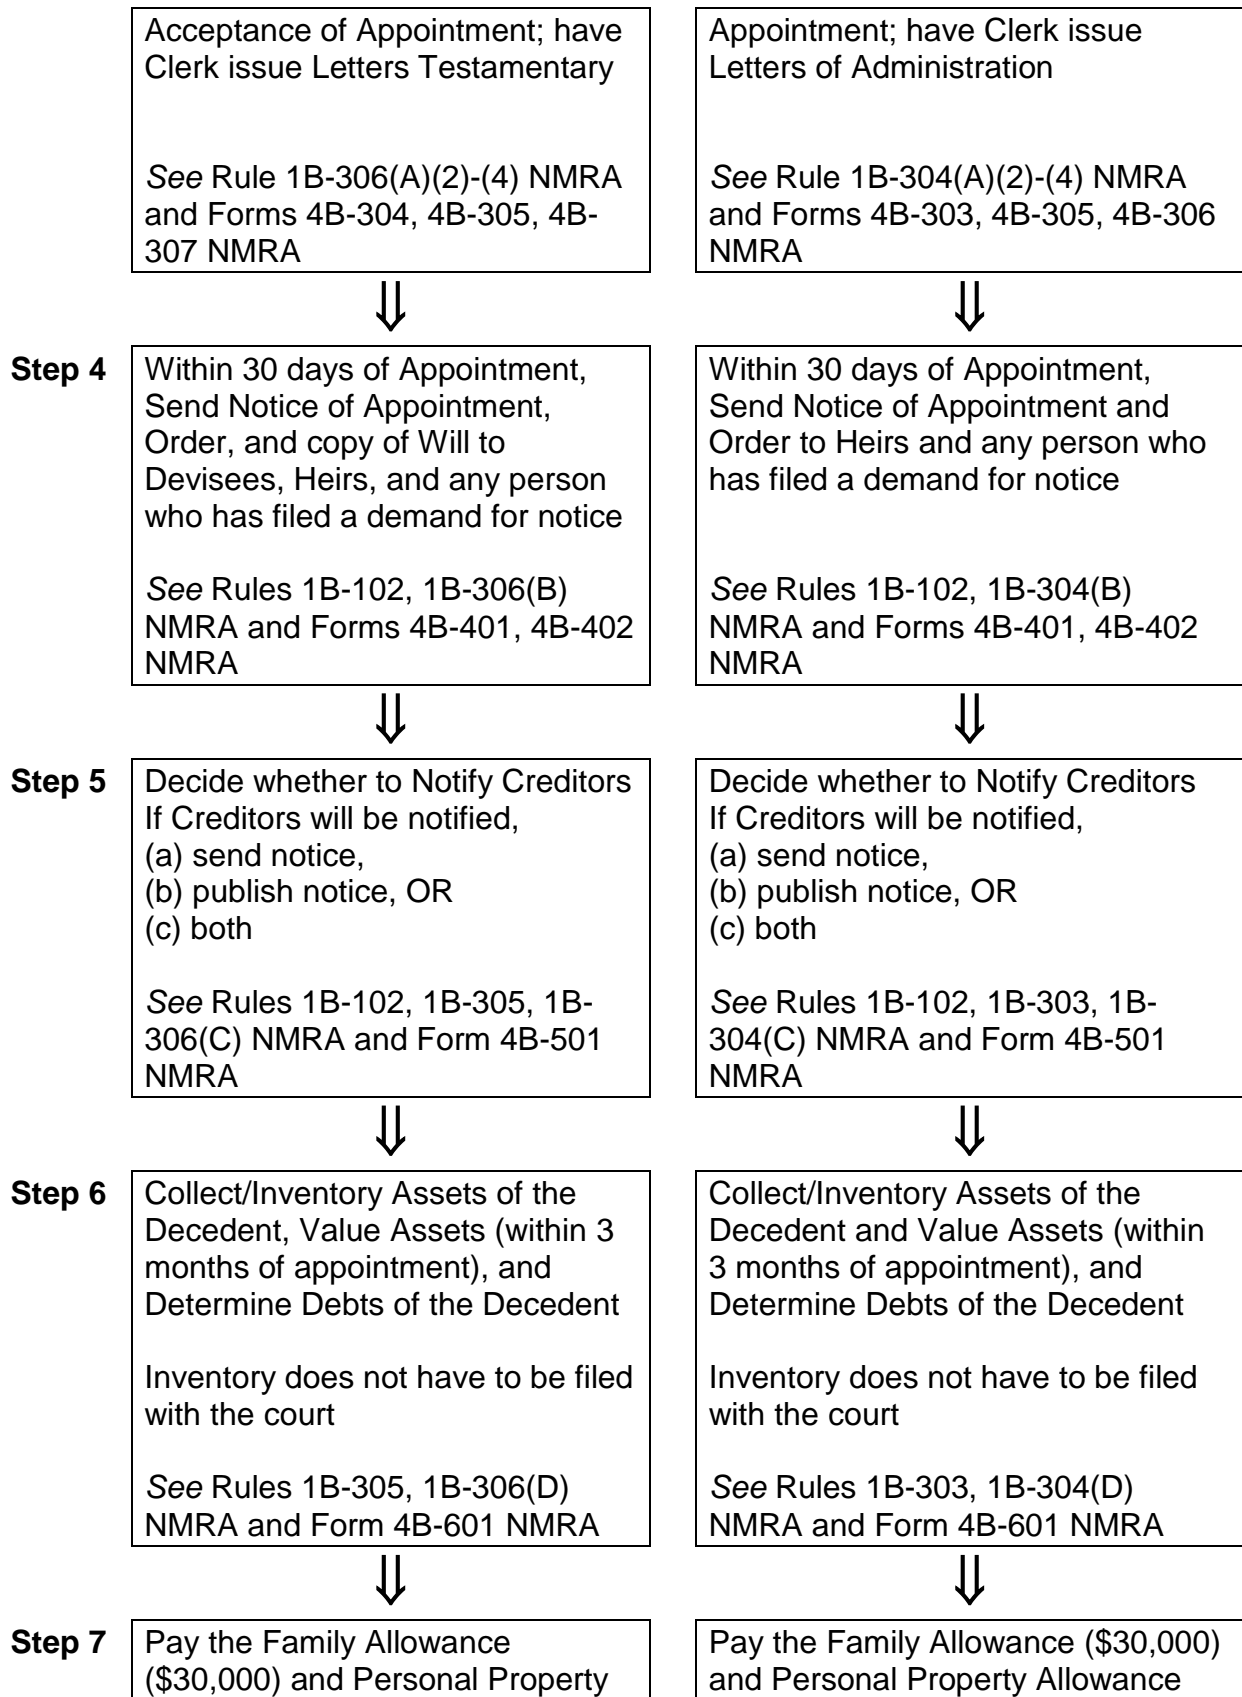 Acceptance of Appointment; have
Clerk issue Letters Testamentary
See Rule 1B-306(A)(2)-(4) NMRA
and Forms 4B-304, 4B-305, 4B-
307 NMRA
Appointment; have Clerk issue
Letters of Administration
See Rule 1B-304(A)(2)-(4) NMRA
and Forms 4B-303, 4B-305, 4B-306
NMRA
⇓
⇓
Step 4
Within 30 days of Appointment,
Send Notice of Appointment,
Order, and copy of Will to
Devisees, Heirs, and any person
who has filed a demand for notice
See Rules 1B-102, 1B-306(B)
NMRA and Forms 4B-401, 4B-402
NMRA
Within 30 days of Appointment,
Send Notice of Appointment and
Order to Heirs and any person who
has filed a demand for notice
See Rules 1B-102, 1B-304(B)
NMRA and Forms 4B-401, 4B-402
NMRA
⇓
⇓
Step 5
Decide whether to Notify Creditors
If Creditors will be notified,
(a) send notice,
(b) publish notice, OR
(c) both
See Rules 1B-102, 1B-305, 1B-
306(C) NMRA and Form 4B-501
NMRA
Decide whether to Notify Creditors
If Creditors will be notified,
(a) send notice,
(b) publish notice, OR
(c) both
See Rules 1B-102, 1B-303, 1B-
304(C) NMRA and Form 4B-501
NMRA
⇓
⇓
Step 6
Collect/Inventory Assets of the
Decedent, Value Assets (within 3
months of appointment), and
Determine Debts of the Decedent
Inventory does not have to be filed
with the court
See Rules 1B-305, 1B-306(D)
NMRA and Form 4B-601 NMRA
Collect/Inventory Assets of the
Decedent and Value Assets (within
3 months of appointment), and
Determine Debts of the Decedent
Inventory does not have to be filed
with the court
See Rules 1B-303, 1B-304(D)
NMRA and Form 4B-601 NMRA
⇓
⇓
Step 7
Pay the Family Allowance
($30,000) and Personal Property
Pay the Family Allowance ($30,000)
and Personal Property Allowance